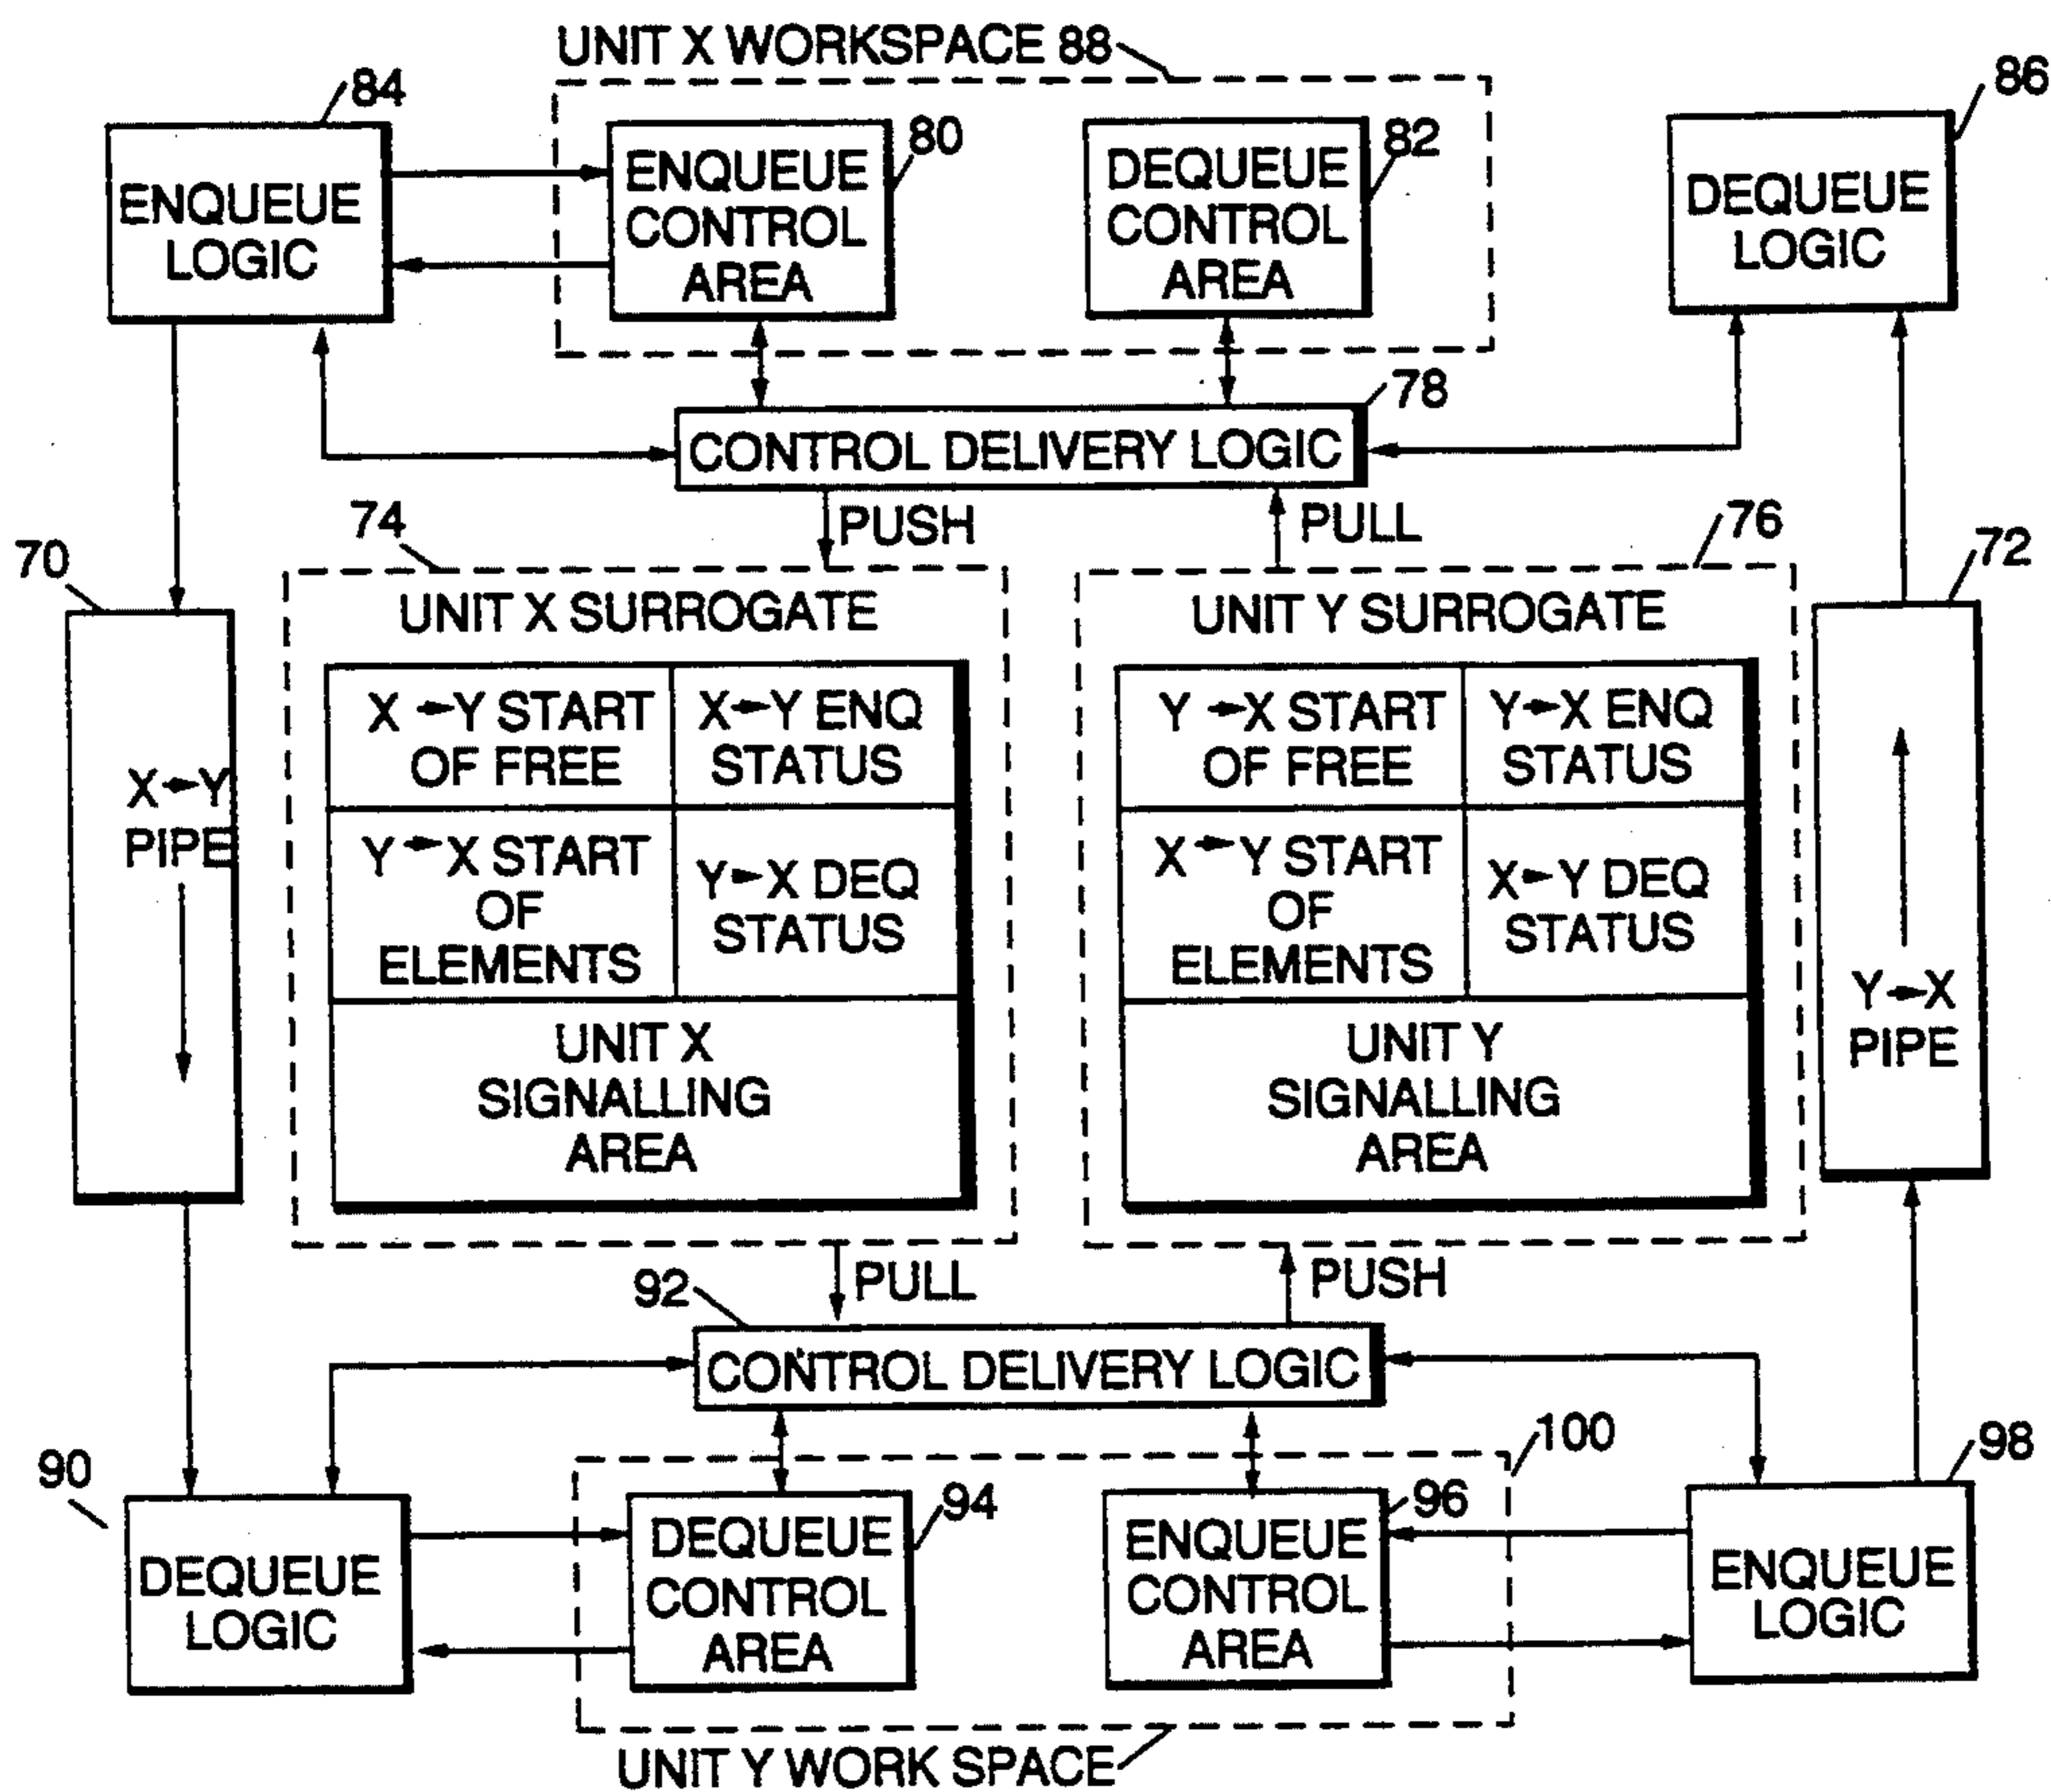 UNIT X WORKSPACE 88
84
86
80
82
ENQUEUE
LOGIC
ENQUEUE
CONTROL
AREA
DEQUEUE
CONTROL
AREA
DEQUEUE
LOGIC
78
CONTROL DELIVERY LOGIC
74
PUSH
PULL
76
70
72
UNIT X SURROGATE
UNIT Y SURROGATE
X→Y
PIPE
X→Y START
OF FREE
X→Y ENQ
STATUS
Y→X START
OF
ELEMENTS
Y→X DEQ
STATUS
UNIT X
SIGNALLING
AREA
Y→X START
OF FREE
Y→X ENQ
STATUS
X→Y START
OF
ELEMENTS
X→Y DEQ
STATUS
UNIT Y
SIGNALLING
AREA
Y→X
PIPE
92
PULL
PUSH
CONTROL DELIVERY LOGIC
90
100
98
94
96
DEQUEUE
LOGIC
DEQUEUE
CONTROL
AREA
ENQUEUE
CONTROL
AREA
ENQUEUE
LOGIC
UNIT Y WORK SPACE